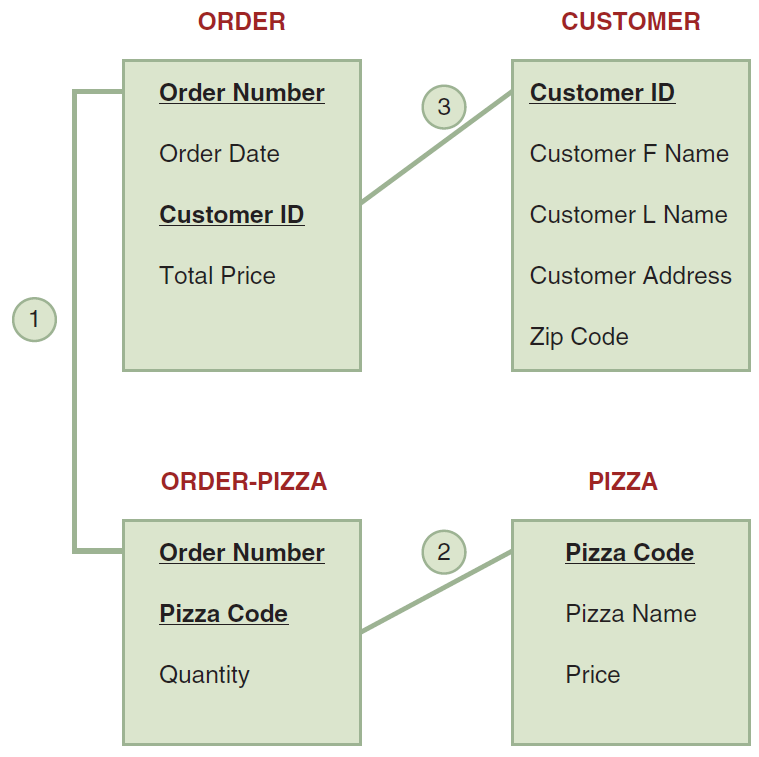 ORDER
Order Number
Order Date
Customer ID
Total Price
CUSTOMER
Customer ID
Customer F Name
Customer L Name
Customer Address
Zip Code
3
1
ORDER-PIZZA
Order Number
Pizza Code
Quantity
2
PIZZA
Pizza Code
Pizza Name
Price